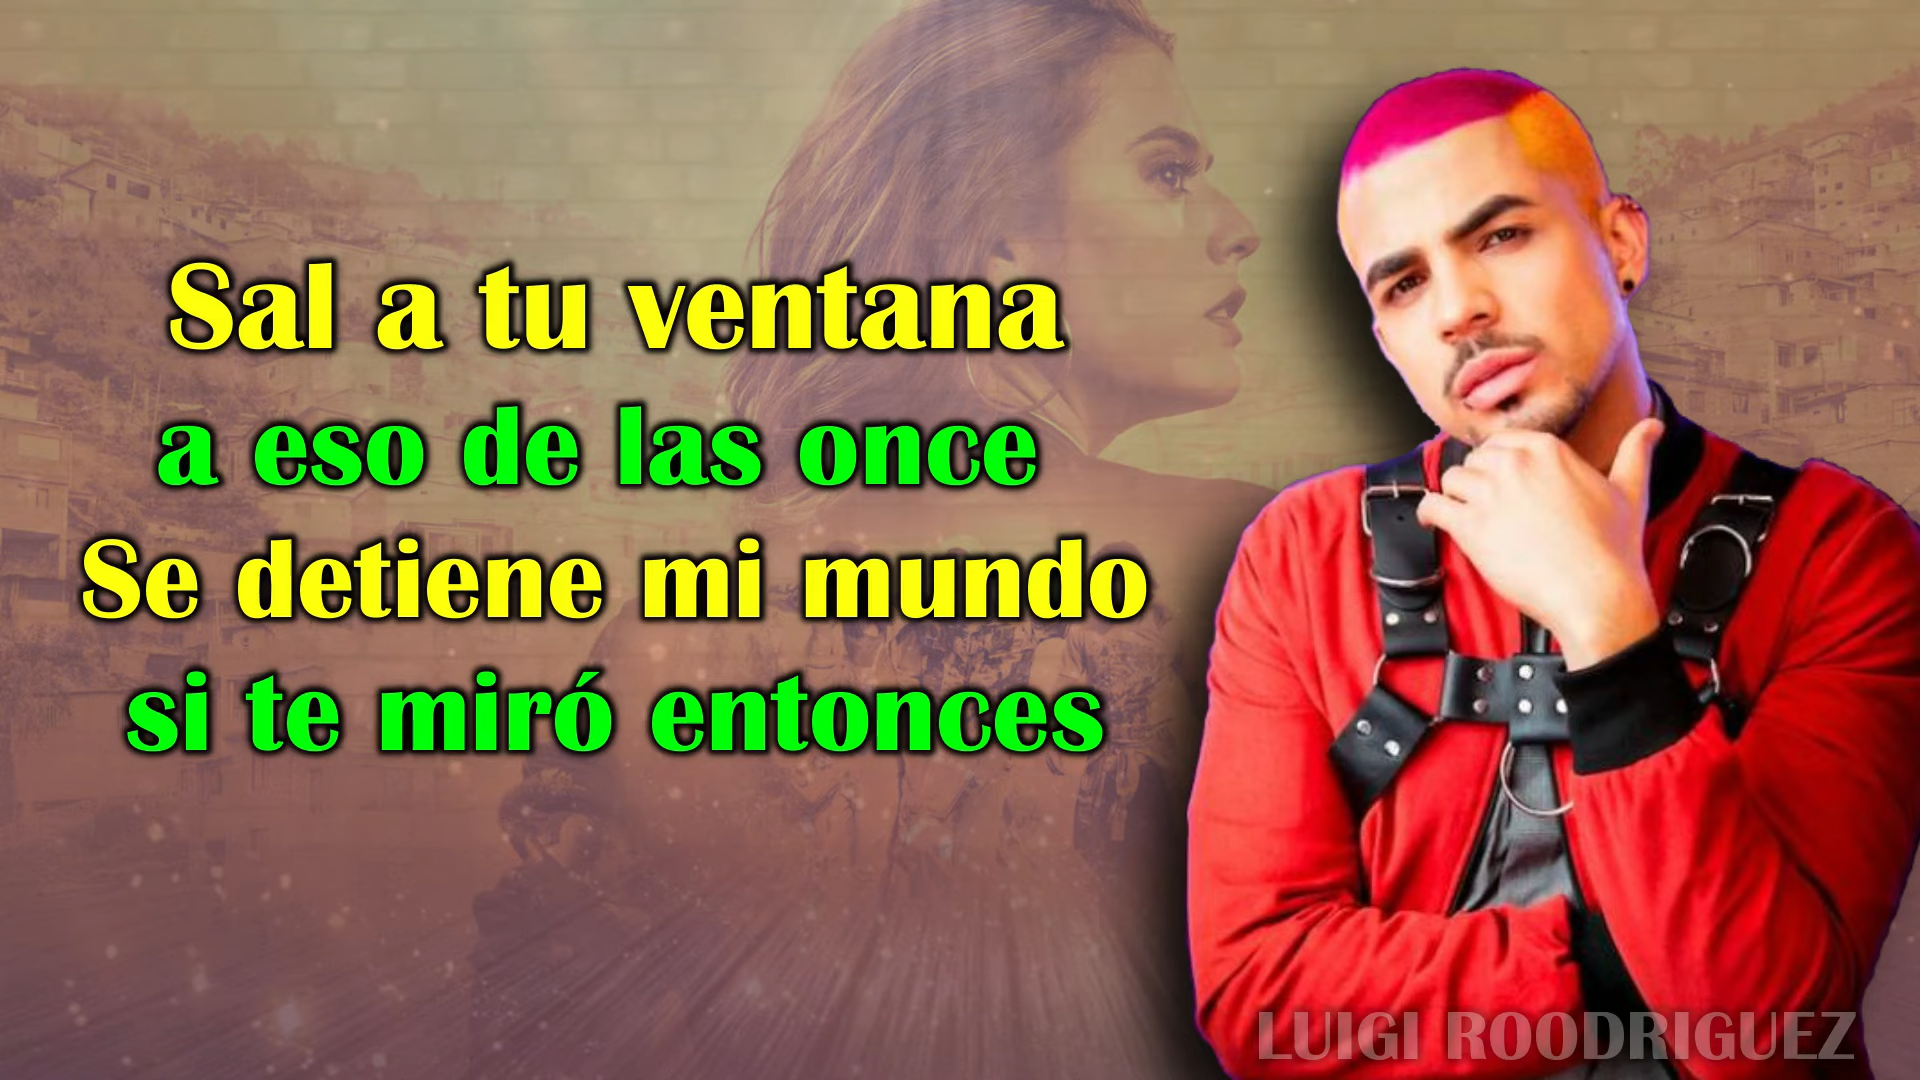 Sal a tu ventana
a eso de las once
Se detiene mi mundo
si te miró entonces
LUIGI ROODRIGUEZ